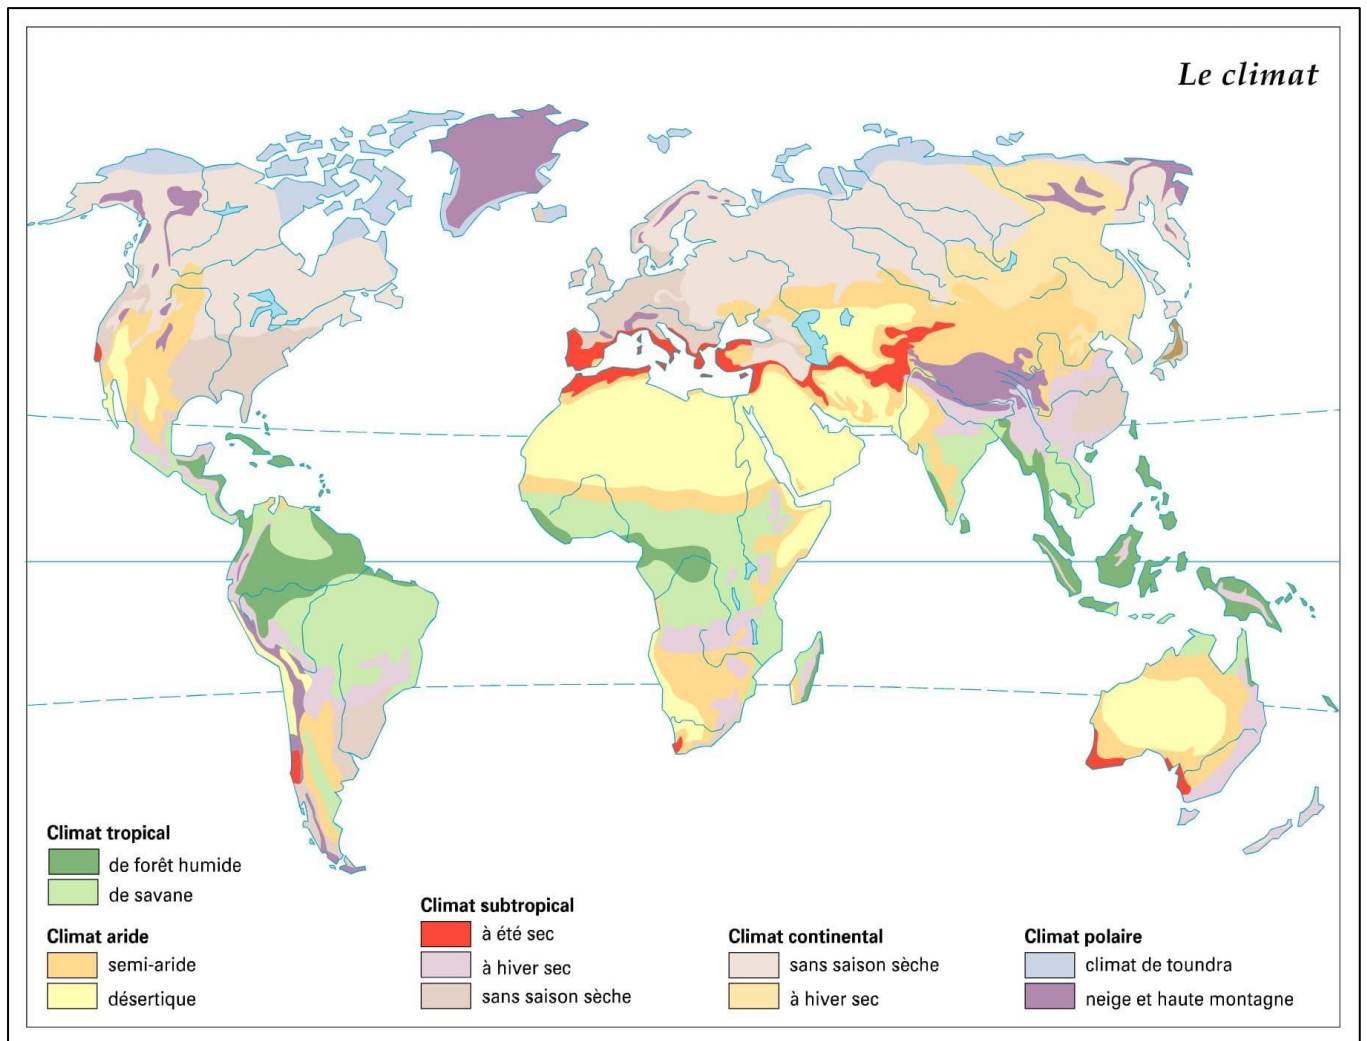 Le climat
Climat tropical
de forêt humide
de savane
Climat aride
semi-aride
désertique
Climat subtropical
à été sec
à hiver sec
sans saison sèche
Climat continental
sans saison sèche
à hiver sec
Climat polaire
climat de toundra
neige et haute montagne